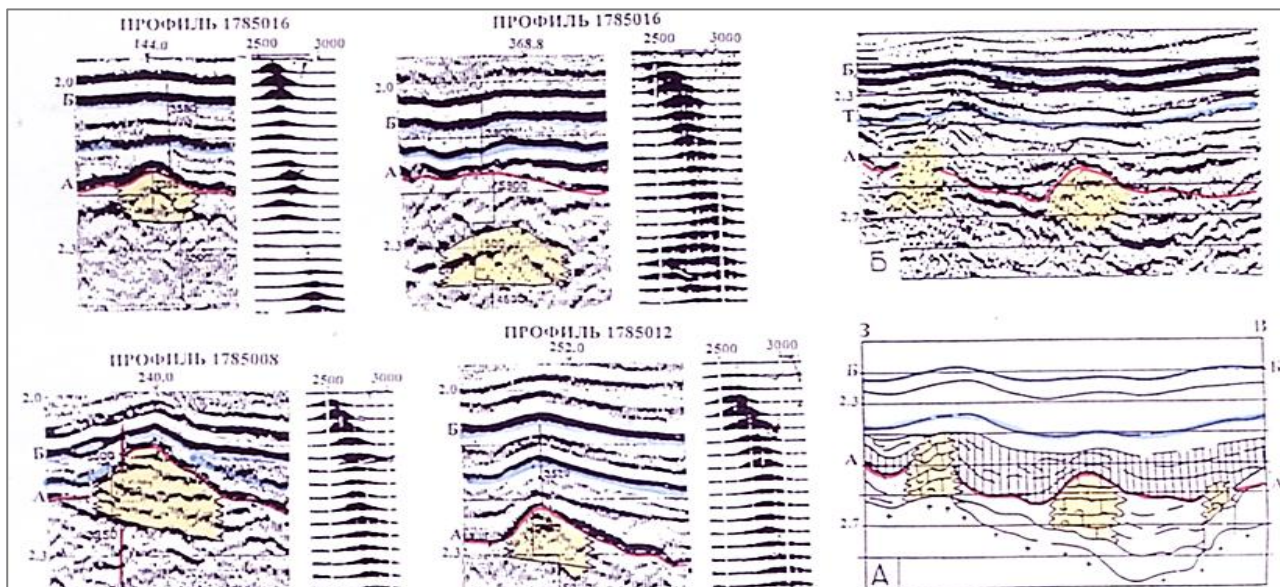 ПРОФИЛЬ 1785016
144.0
2500 3000
2.0
Б
А
2.3
ПРОФИЛЬ 1785016
368.8
2500 3000
2.0
Б
А
2.3
Б
2.3
Т
А
2.7
Б
ПРОФИЛЬ 1785008
240.0
2500 3000
2.0
Б
А
2.3
ПРОФИЛЬ 1785012
252.0
2500 3000
2.0
Б
А
2.3
З В
Б Б
2.3
А А
2.7
А